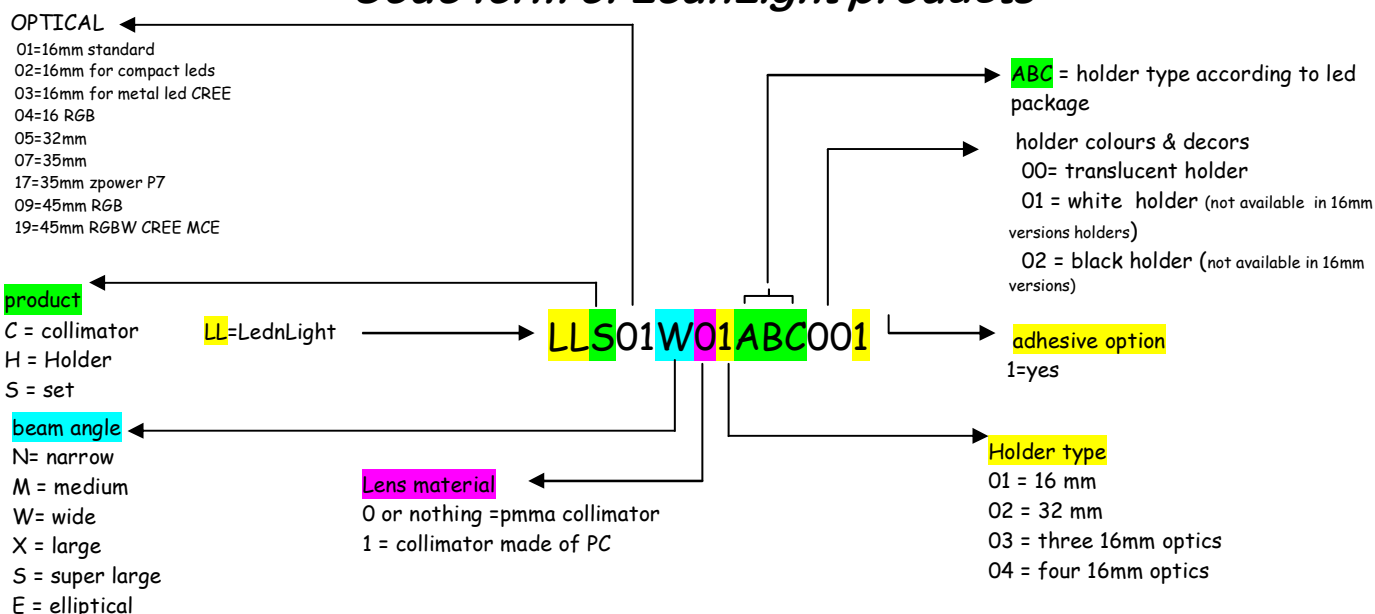 Code form of LednLight products
OPTICAL
01=16mm standard
02=16mm for compact leds
03=16mm for metal led CREE
04=16 RGB
05=32mm
07=35mm
17=35mm zpower P7
09=45mm RGB
19=45mm RGBW CREE MCE
ABC = holder type according to led
package
holder colours & decors
00= translucent holder
01 = white holder (not available in 16mm
versions holders)
02 = black holder (not available in 16mm
versions)
product
C = collimator
H = Holder
S = set
LL=LednLight
LLS01W01ABC001
adhesive option
1=yes
beam angle
N= narrow
M = medium
W= wide
X = large
S = super large
E = elliptical
Lens material
0 or nothing =pmma collimator
1 = collimator made of PC
Holder type
01 = 16 mm
02 = 32 mm
03 = three 16mm optics
04 = four 16mm optics